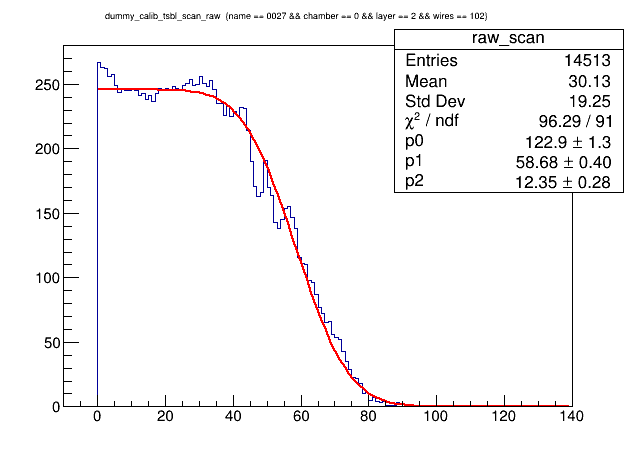 dummy_calib_tsbl_scan_raw (name == 0027 && chamber == 0 && layer == 2 && wires == 102)
raw_scan
Entries 14513
Mean 30.13
Std Dev 19.25
χ² / ndf 96.29 / 91
p0 122.9 ± 1.3
p1 58.68 ± 0.40
p2 12.35 ± 0.28
250
200
150
100
50
0
0 20 40 60 80 100 120 140